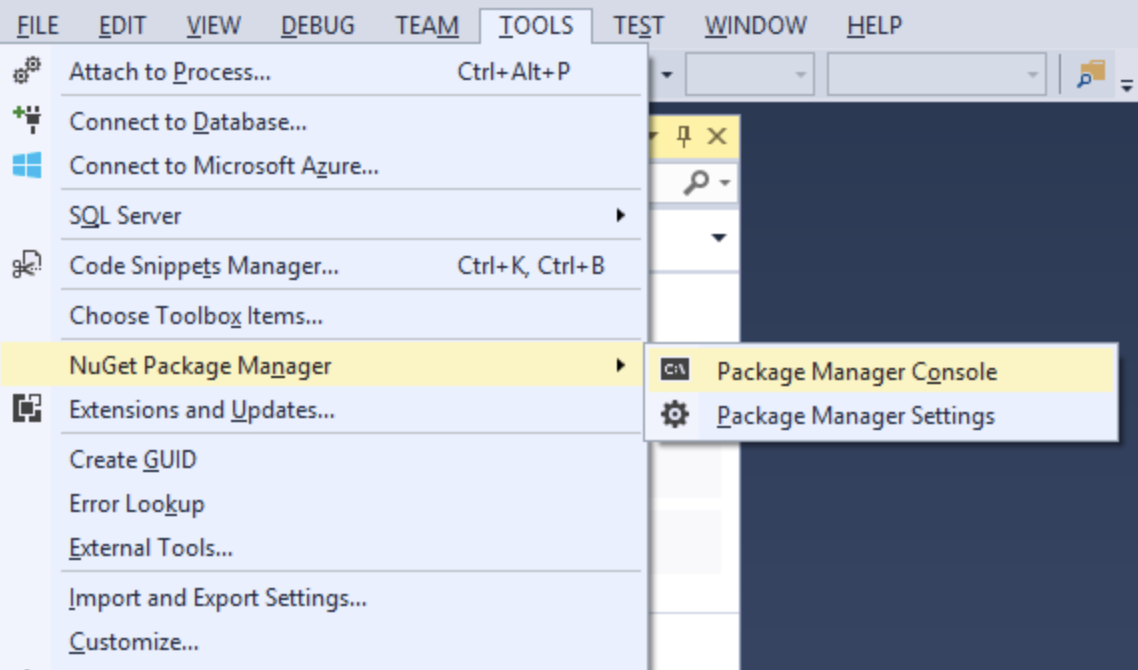 FILE EDIT VIEW DEBUG TEAM TOOLS TEST WINDOW HELP
Attach to Process... Ctrl+Alt+P
Connect to Database...
Connect to Microsoft Azure...
SQL Server
Code Snippets Manager... Ctrl+K, Ctrl+B
Choose Toolbox Items...
NuGet Package Manager
C:\ Package Manager Console
Extensions and Updates...
Package Manager Settings
Create GUID
Error Lookup
External Tools...
Import and Export Settings...
Customize...